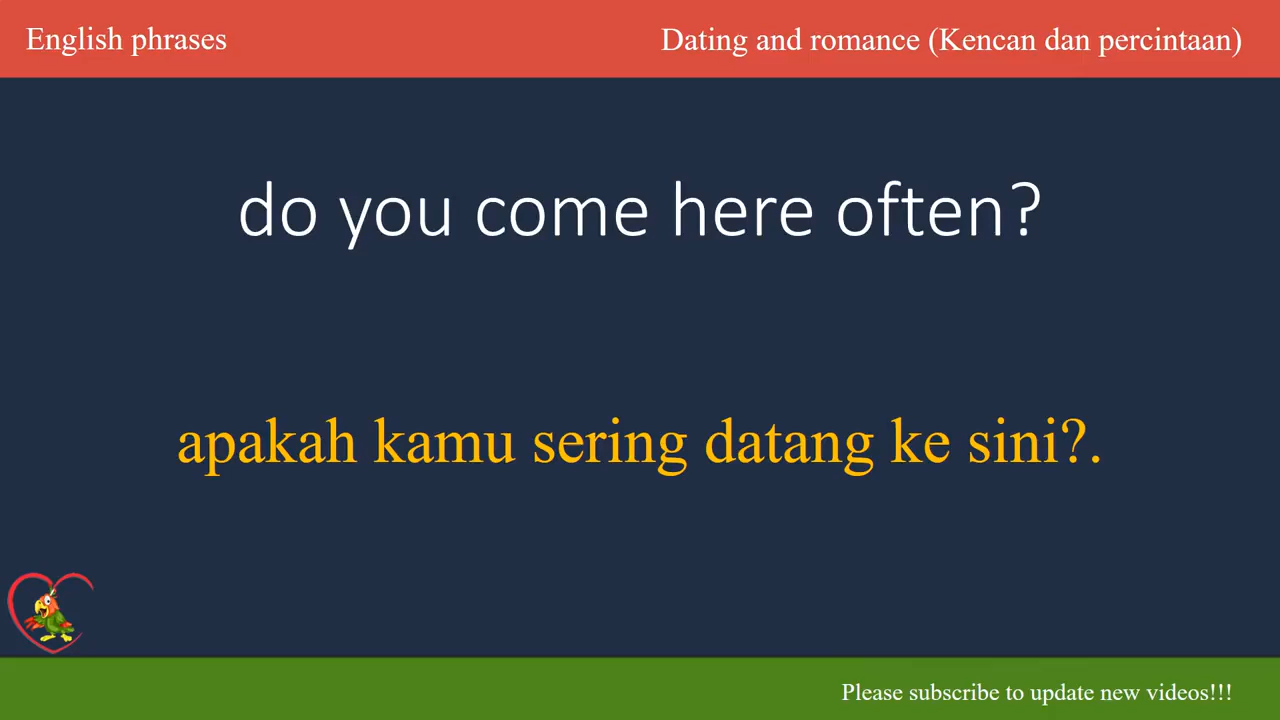 English phrases
Dating and romance (Kencan dan percintaan)
do you come here often?
apakah kamu sering datang ke sini?.
Please subscribe to update new videos!!!